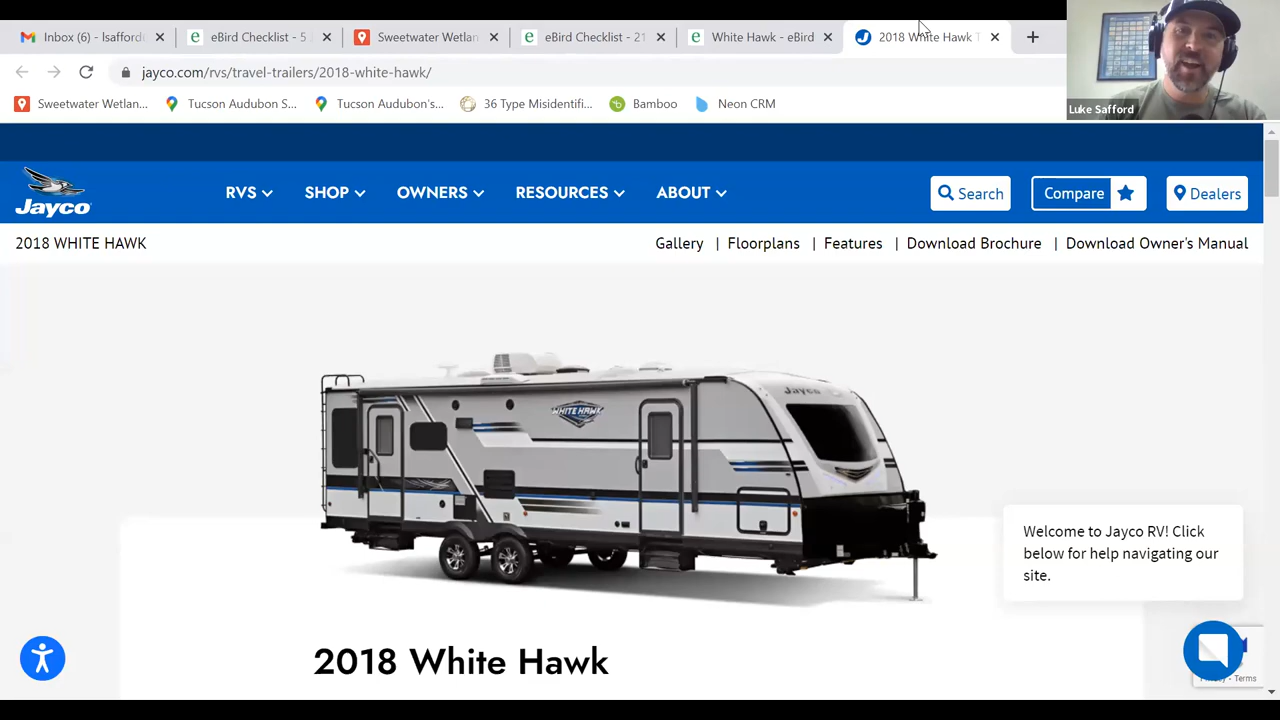 Inbox (6) - lsafford
eBird Checklist - 5
Sweetwater Wetlan
eBird Checklist - 21
White Hawk - eBird
2018 White Hawk T
jayco.com/rvs/travel-trailers/2018-white-hawk/
Sweetwater Wetlan...
Tucson Audubon S...
Tucson Audubon's...
36 Type Misidentifi...
Bamboo
Neon CRM
Luke Safford
Jayco
RVS
SHOP
OWNERS
RESOURCES
ABOUT
Search
Compare
Dealers
2018 WHITE HAWK
Gallery | Floorplans | Features | Download Brochure | Download Owner's Manual
Jayco
WHITE HAWK
Welcome to Jayco RV! Click
below for help navigating our
site.
2018 White Hawk
Privacy - Terms